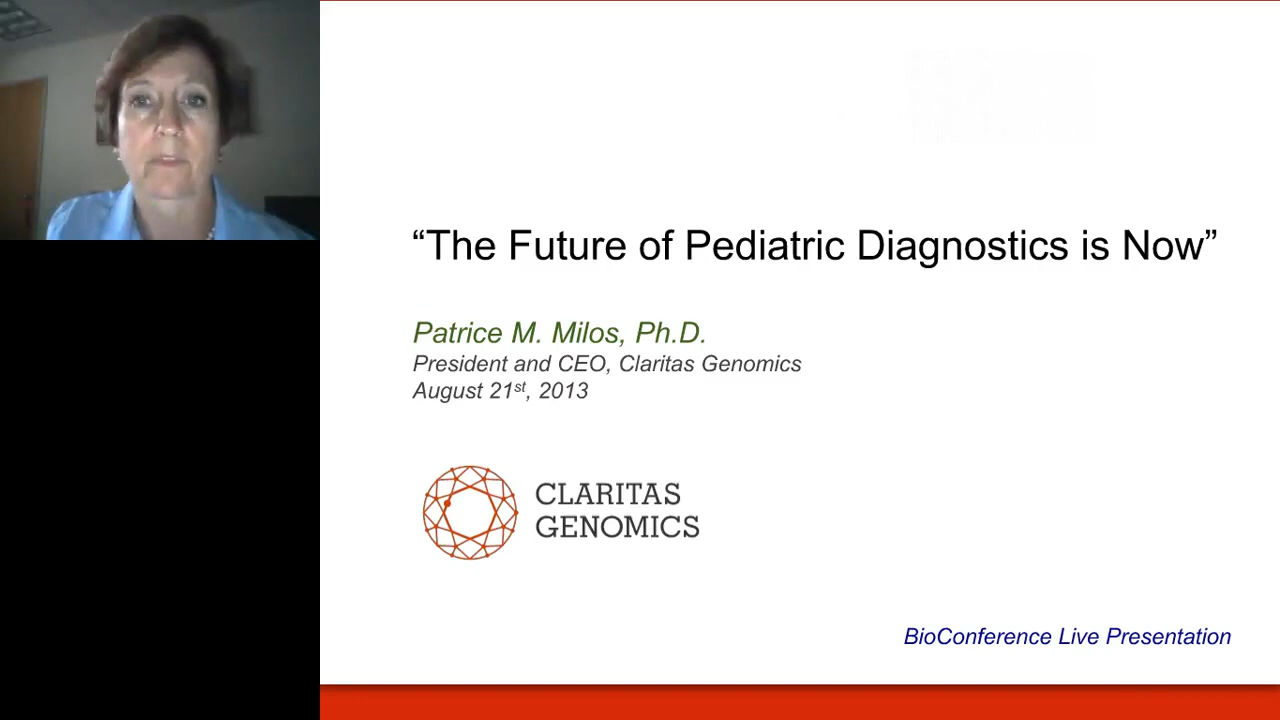 “The Future of Pediatric Diagnostics is Now”
Patrice M. Milos, Ph.D.
President and CEO, Claritas Genomics
August 21st, 2013
CLARITAS
GENOMICS
BioConference Live Presentation